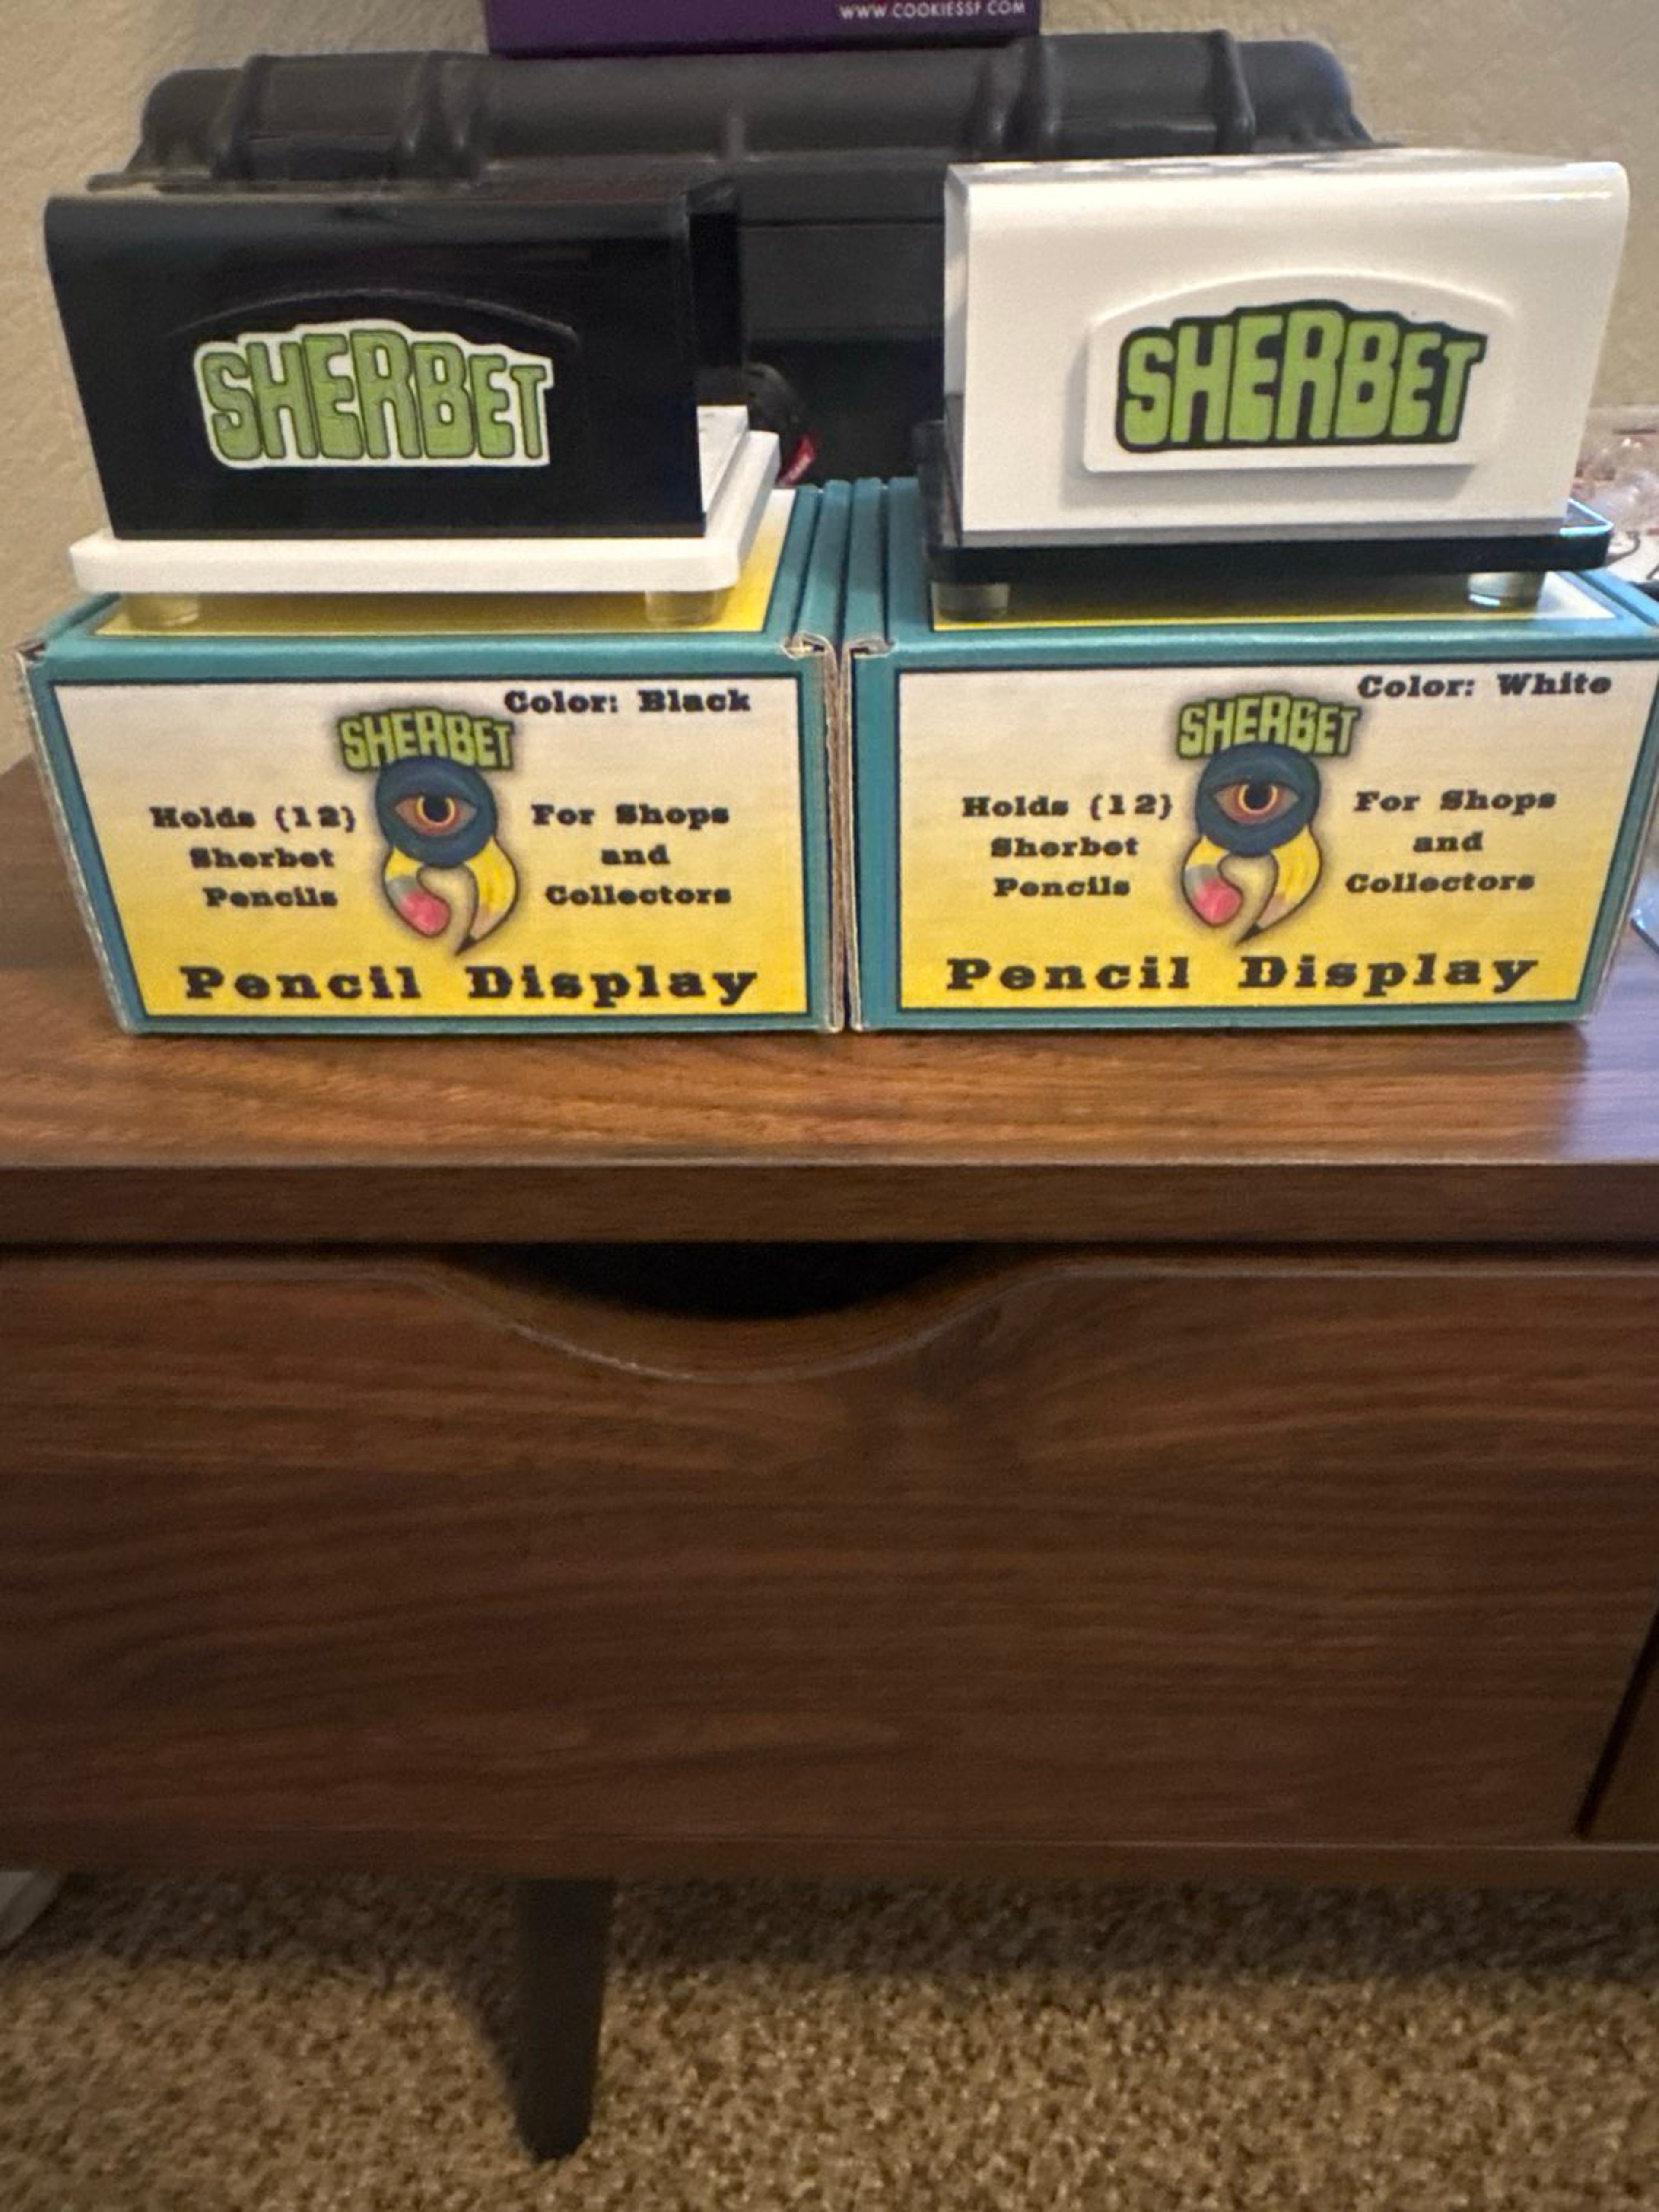 WWW.COOKIESSF.COM
SHERBET
SHERBET
Color: Black
SHERBET
Holds (12)
Sherbet
Pencils
For Shops
and
Collectors
Pencil Display
Color: White
SHERBET
Holds (12)
Sherbet
Pencils
For Shops
and
Collectors
Pencil Display